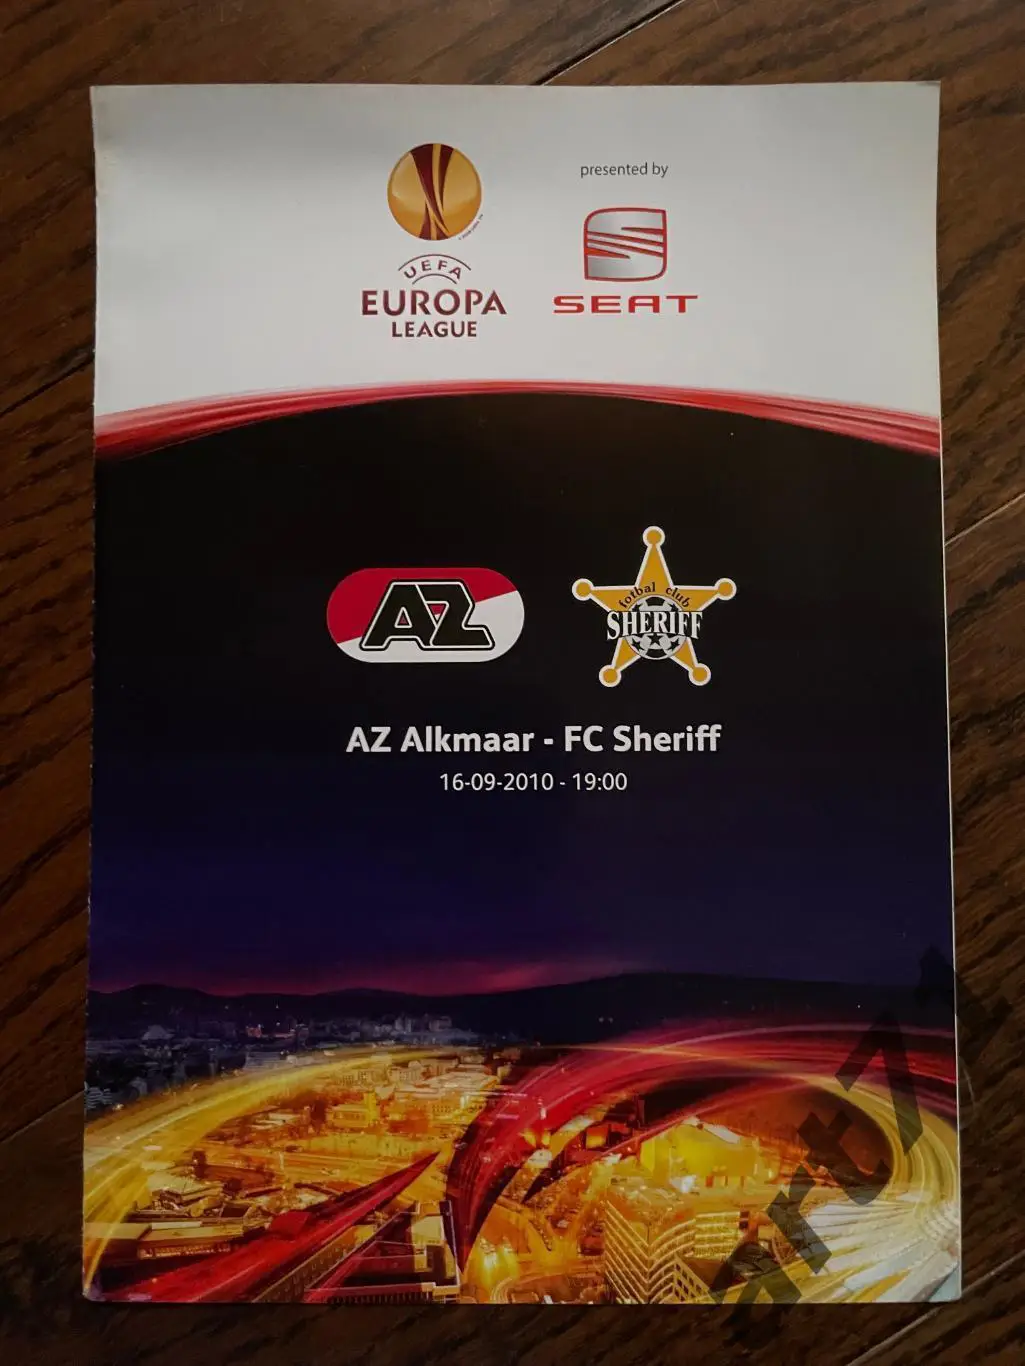 presented by
UEFA
EUROPA
LEAGUE
SEAT
AZ
fotbal club
SHERIFF
AZ Alkmaar - FC Sheriff
16-09-2010 - 19:00